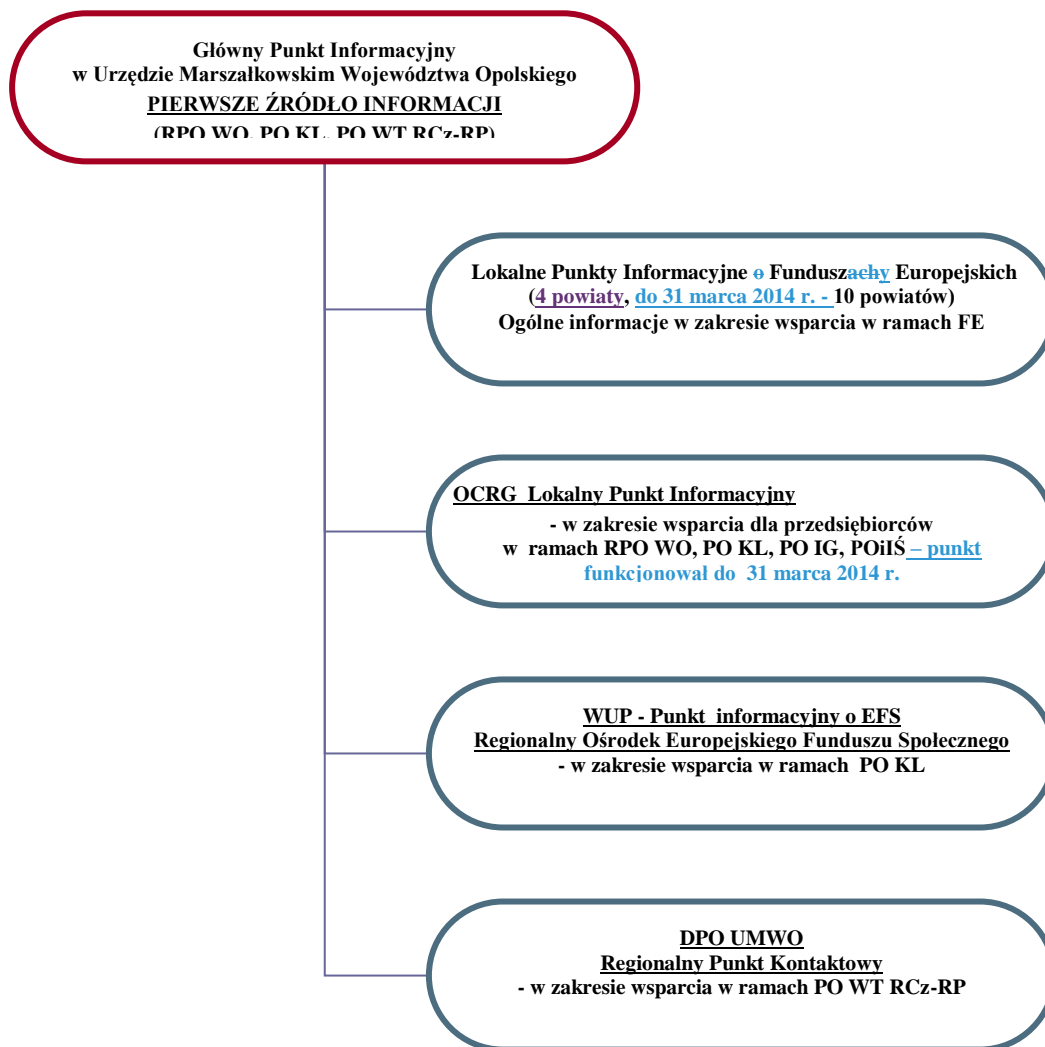 Główny Punkt Informacyjny
w Urzędzie Marszałkowskim Województwa Opolskiego
PIERWSZE ŹRÓDŁO INFORMACJI
(RPO WO, PO KL, PO WT RCz-RP)
Lokalne Punkty Informacyjne o Funduszachy Europejskich
(4 powiaty, do 31 marca 2014 r. - 10 powiatów)
Ogólne informacje w zakresie wsparcia w ramach FE
OCRG Lokalny Punkt Informacyjny
- w zakresie wsparcia dla przedsiębiorców
w ramach RPO WO, PO KL, PO IG, POiIŚ – punkt
funkcjonował do 31 marca 2014 r.
WUP - Punkt informacyjny o EFS
Regionalny Ośrodek Europejskiego Funduszu Społecznego
- w zakresie wsparcia w ramach PO KL
DPO UMWO
Regionalny Punkt Kontaktowy
- w zakresie wsparcia w ramach PO WT RCz-RP